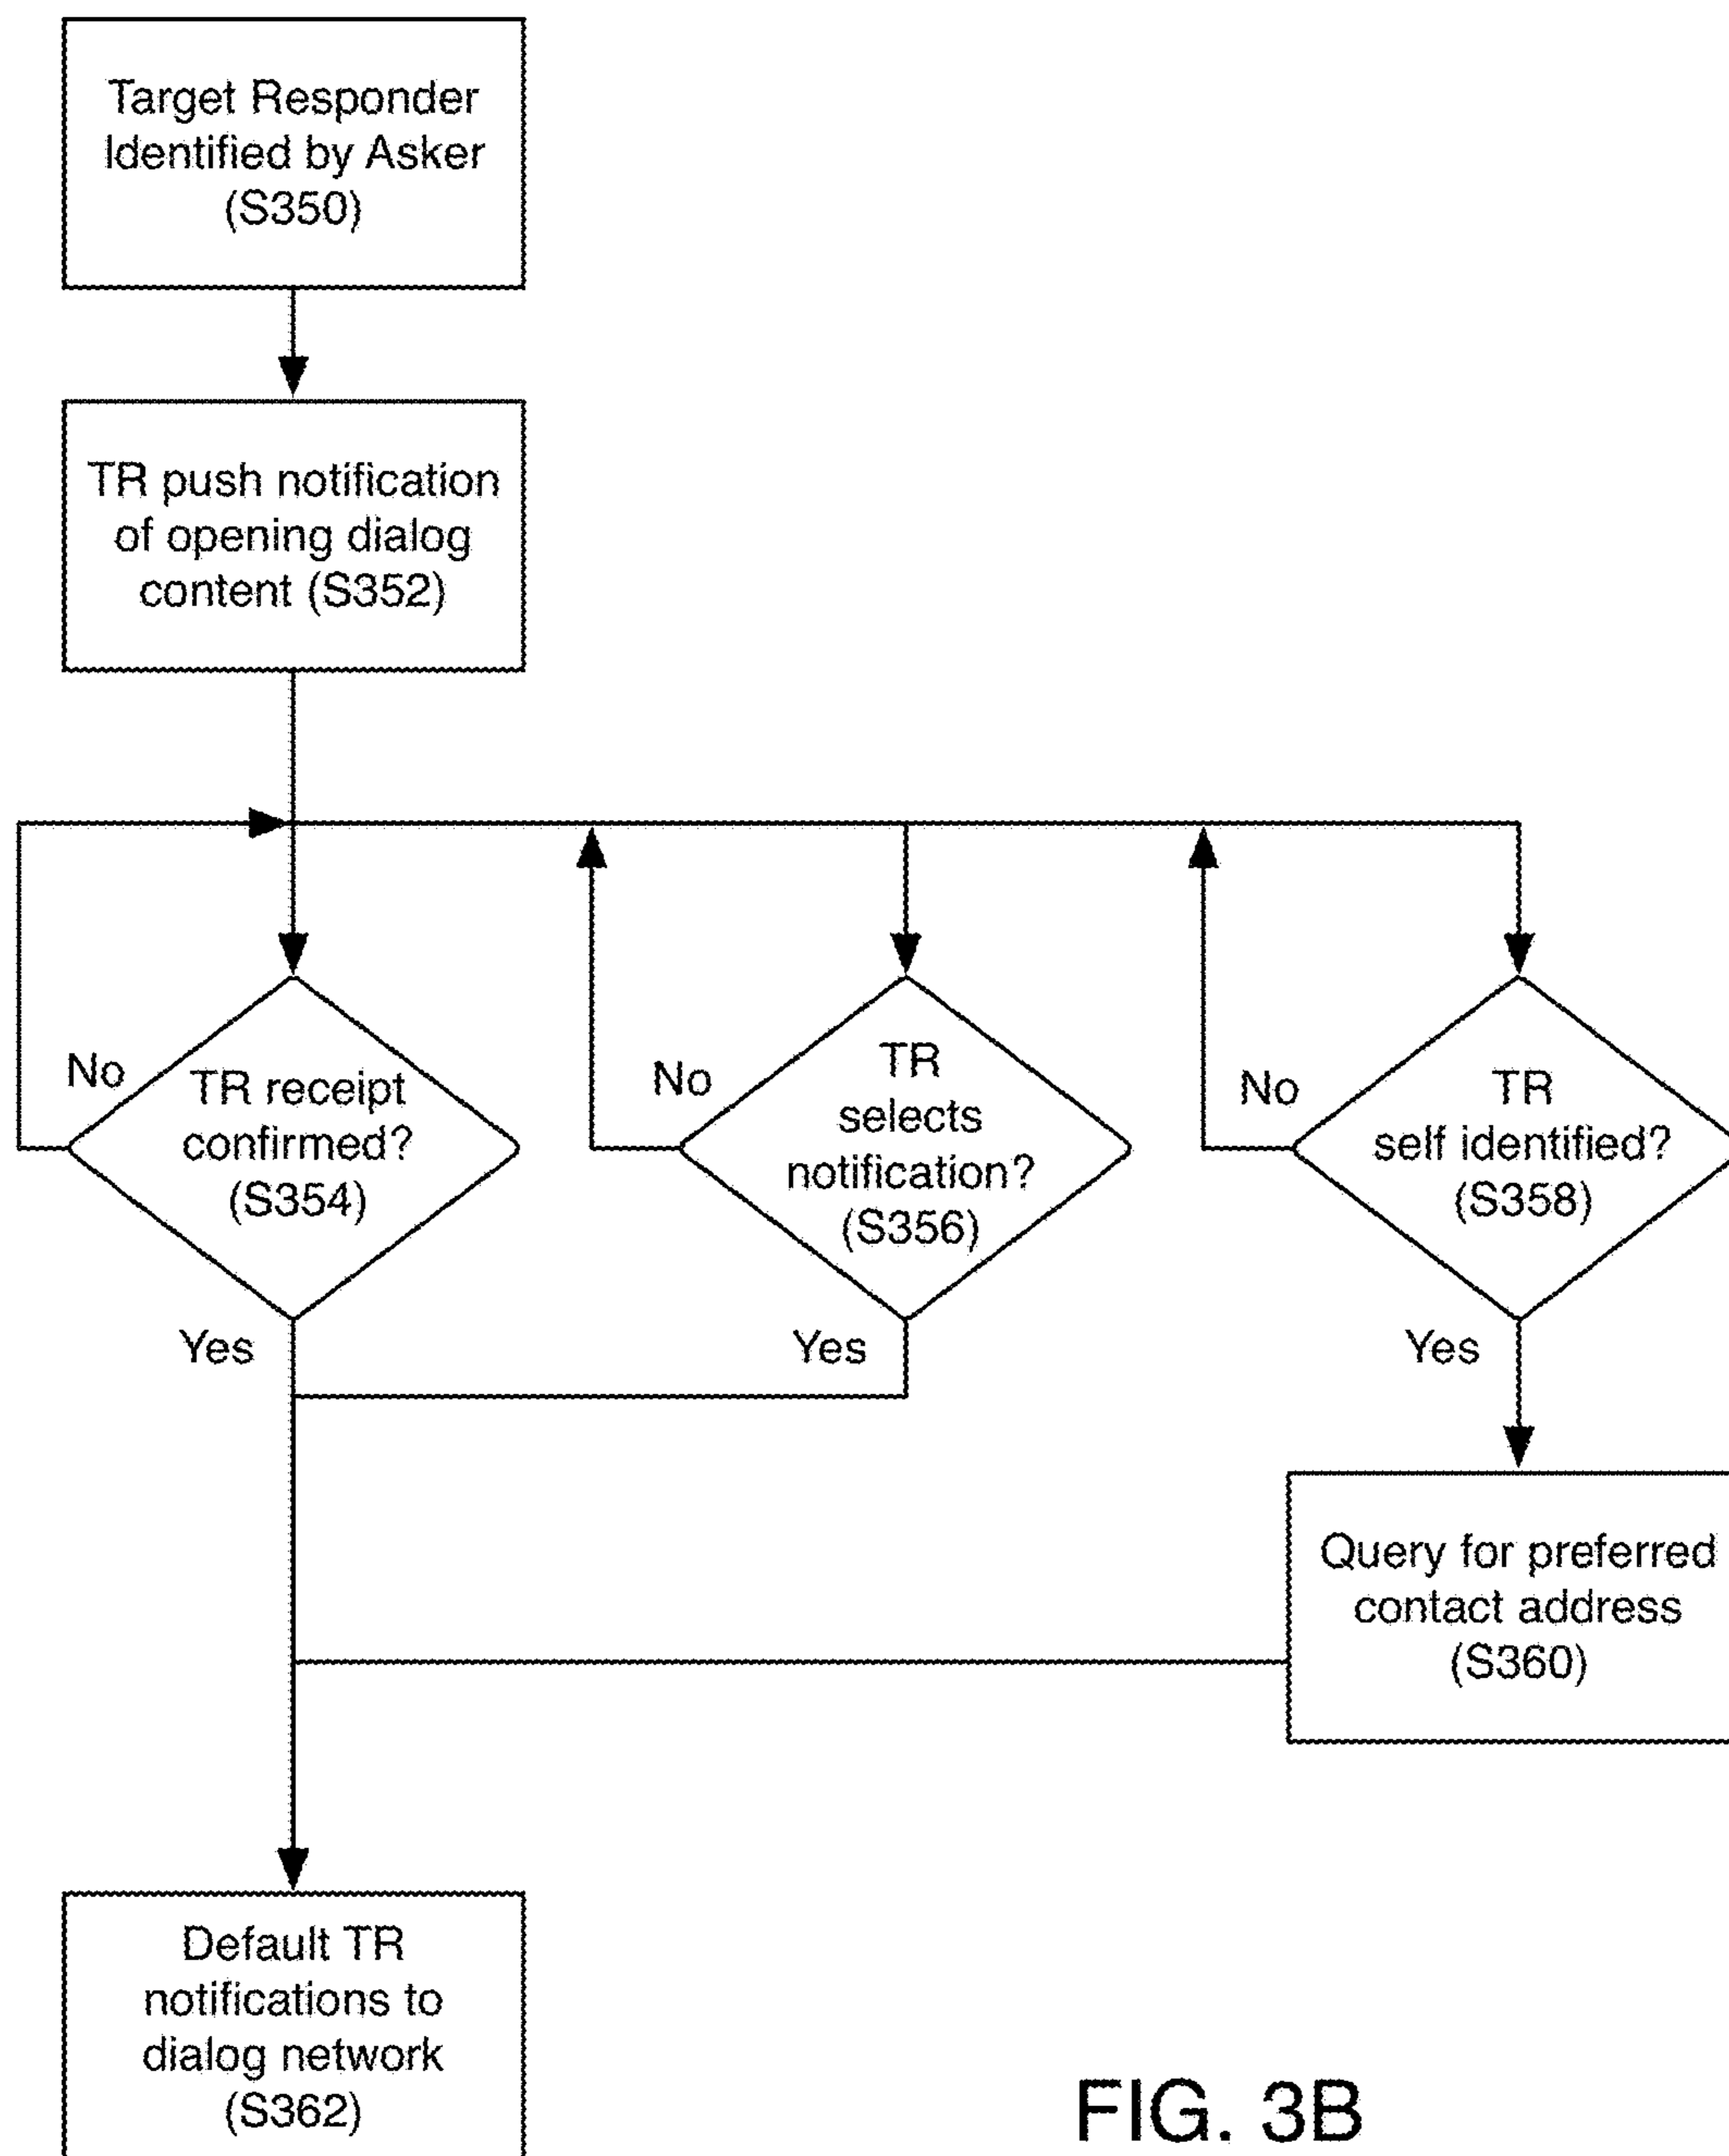 Target Responder
Identified by Asker
(S350)
TR push notification
of opening dialog
content (S352)
No
TR receipt
confirmed?
(S354)
Yes
No
TR
selects
notification?
(S356)
Yes
No
TR
self identified?
(S358)
Yes
Query for preferred
contact address
(S360)
Default TR
notifications to
dialog network
(S362)
FIG. 3B